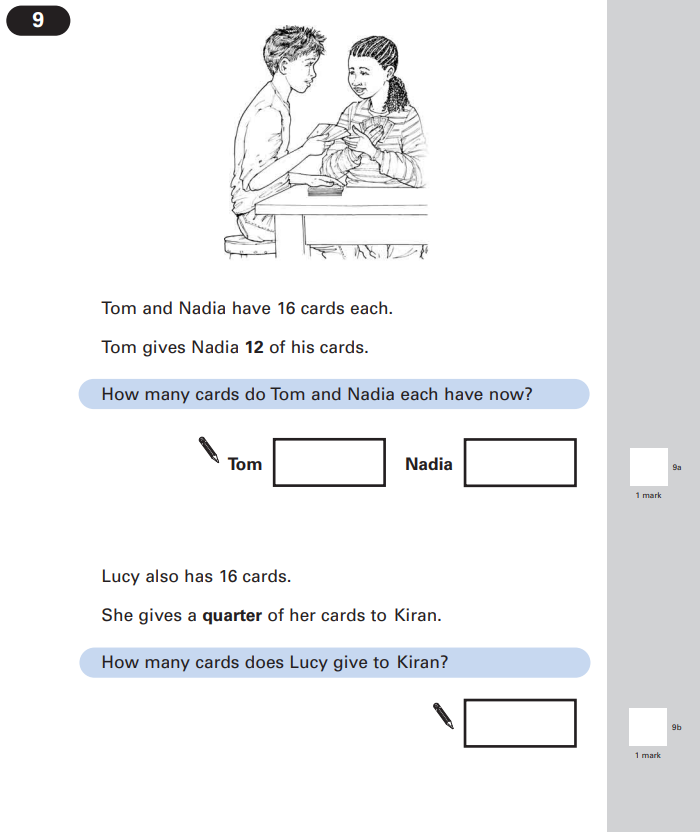 9
Tom and Nadia have 16 cards each.
Tom gives Nadia 12 of his cards.
How many cards do Tom and Nadia each have now?
Tom Nadia
9a
1 mark
Lucy also has 16 cards.
She gives a quarter of her cards to Kiran.
How many cards does Lucy give to Kiran?
9b
1 mark